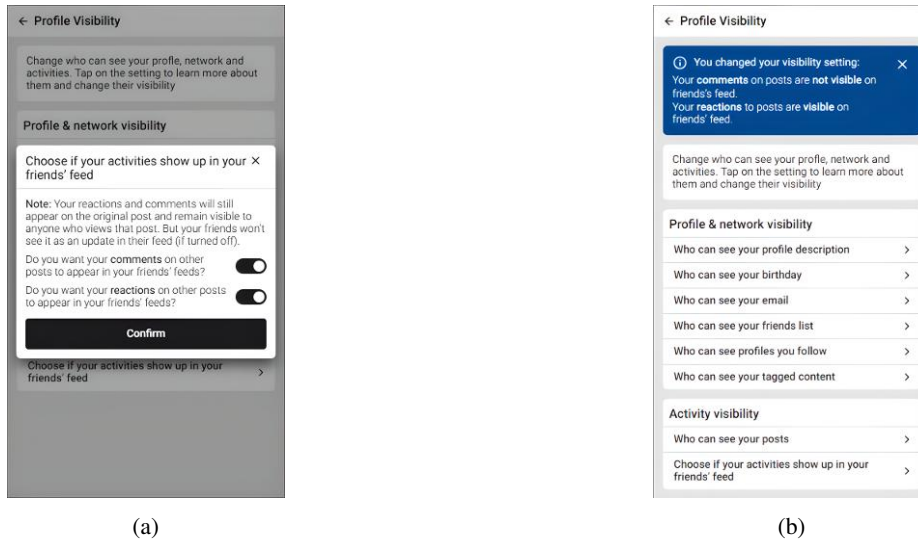 ← Profile Visibility
Change who can see your profle, network and
activities. Tap on the setting to learn more about
them and change their visibility
Profile & network visibility
Choose if your activities show up in your ×
friends' feed
Note: Your reactions and comments will still
appear on the original post and remain visible to
anyone who views that post. But your friends won't
see it as an update in their feed (if turned off).
Do you want your comments on other
posts to appear in your friends' feeds?
Do you want your reactions on other posts
to appear in your friends' feeds?
Confirm
Choose if your activities show up in your
friends' feed
(a)
← Profile Visibility
You changed your visibility setting: ×
Your comments on posts are not visible on
friends's feed.
Your reactions to posts are visible on
friends' feed.
Change who can see your profle, network and
activities. Tap on the setting to learn more about
them and change their visibility
Profile & network visibility
Who can see your profile description
Who can see your birthday
Who can see your email
Who can see your friends list
Who can see profiles you follow
Who can see your tagged content
Activity visibility
Who can see your posts
Choose if your activities show up in your
friends' feed
(b)